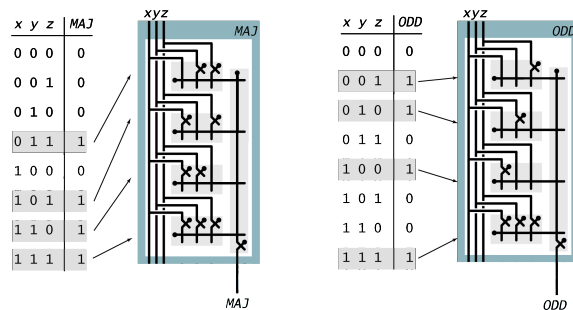 x y z MAJ
0 0 0 0
0 0 1 0
0 1 0 0
0 1 1 1
1 0 0 0
1 0 1 1
1 1 0 1
1 1 1 1
xyz
MAJ
MAJ
x y z ODD
0 0 0 0
0 0 1 1
0 1 0 1
0 1 1 0
1 0 0 1
1 0 1 0
1 1 0 0
1 1 1 1
xyz
ODD
ODD